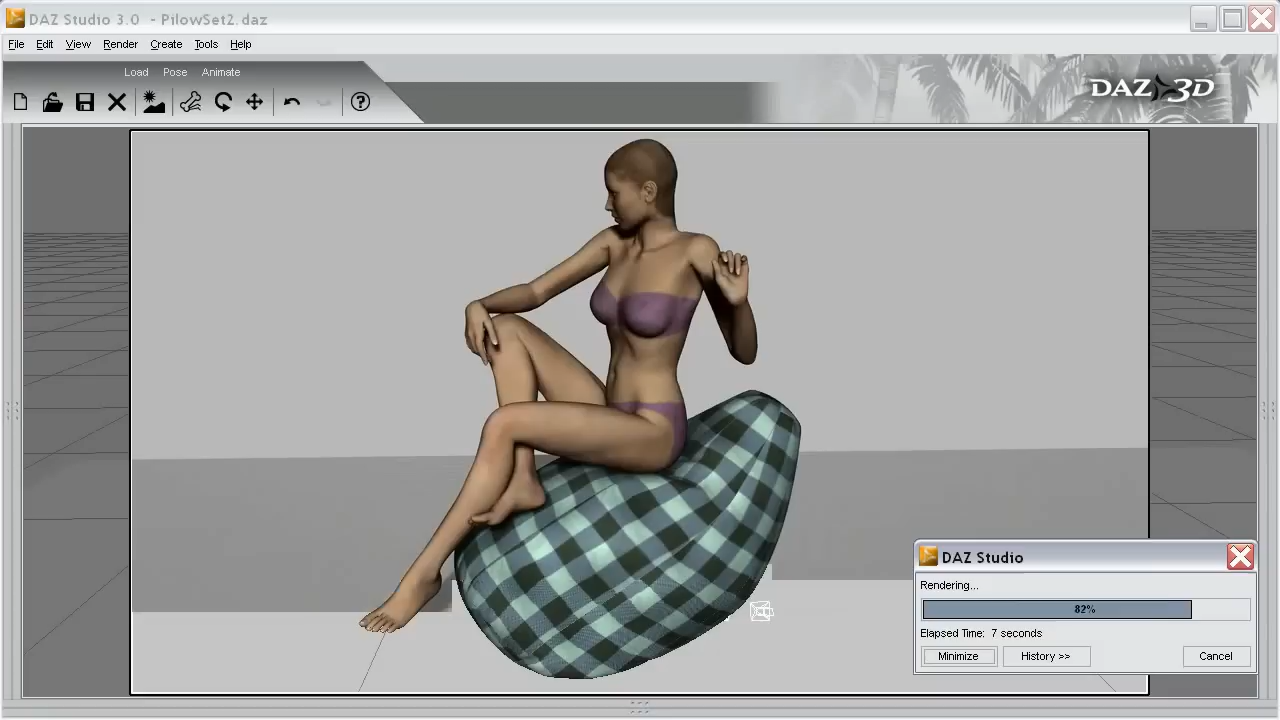 DAZ Studio 3.0 - PilowSet2.daz
File Edit View Render Create Tools Help
Load Pose Animate
DAZ 3D
DAZ Studio
Rendering...
82%
Elapsed Time: 7 seconds
Minimize History >> Cancel